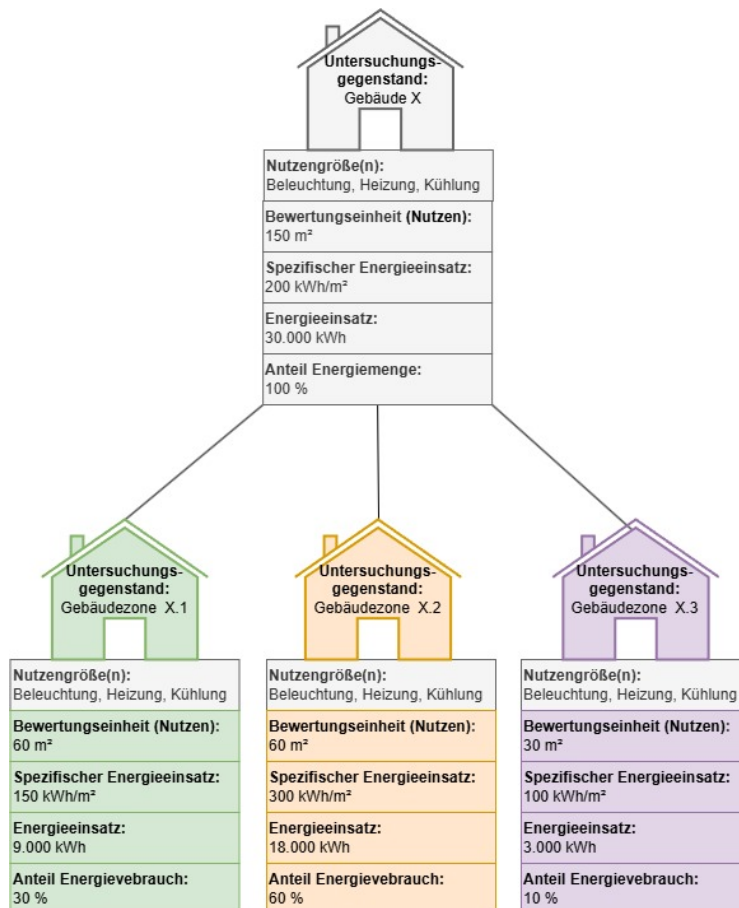 Untersuchungs-
gegenstand:
Gebäude X
Nutzengröße(n):
Beleuchtung, Heizung, Kühlung
Bewertungseinheit (Nutzen):
150 m²
Spezifischer Energieeinsatz:
200 kWh/m²
Energieeinsatz:
30.000 kWh
Anteil Energiemenge:
100 %
Untersuchungs-
gegenstand:
Gebäudezone X.1
Nutzengröße(n):
Beleuchtung, Heizung, Kühlung
Bewertungseinheit (Nutzen):
60 m²
Spezifischer Energieeinsatz:
150 kWh/m²
Energieeinsatz:
9.000 kWh
Anteil Energievebrauch:
30 %
Untersuchungs-
gegenstand:
Gebäudezone X.2
Nutzengröße(n):
Beleuchtung, Heizung, Kühlung
Bewertungseinheit (Nutzen):
60 m²
Spezifischer Energieeinsatz:
300 kWh/m²
Energieeinsatz:
18.000 kWh
Anteil Energievebrauch:
60 %
Untersuchungs-
gegenstand:
Gebäudezone X.3
Nutzengröße(n):
Beleuchtung, Heizung, Kühlung
Bewertungseinheit (Nutzen):
30 m²
Spezifischer Energieeinsatz:
100 kWh/m²
Energieeinsatz:
3.000 kWh
Anteil Energievebrauch:
10 %